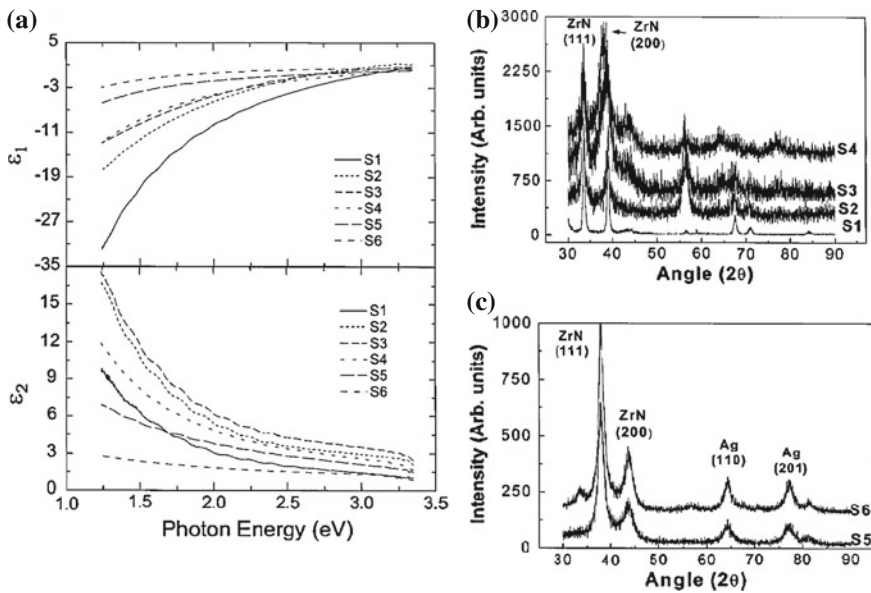 (a)
1
-3
-11
-19
-27
-35
ε1
S1
S2
S3
S4
S5
S6
15
12
9
6
3
0
ε2
S1
S2
S3
S4
S5
S6
1.0 1.5 2.0 2.5 3.0 3.5
Photon Energy (eV)
(b)
3000
2250
1500
750
0
Intensity (Arb. units)
ZrN
(111)
ZrN
(200)
S4
S3
S2
S1
30 40 50 60 70 80 90
Angle (2θ)
(c)
1000
750
500
250
0
Intensity (Arb. units)
ZrN
(111)
ZrN
(200)
Ag
(110)
Ag
(201)
S6
S5
30 40 50 60 70 80 90
Angle (2θ)